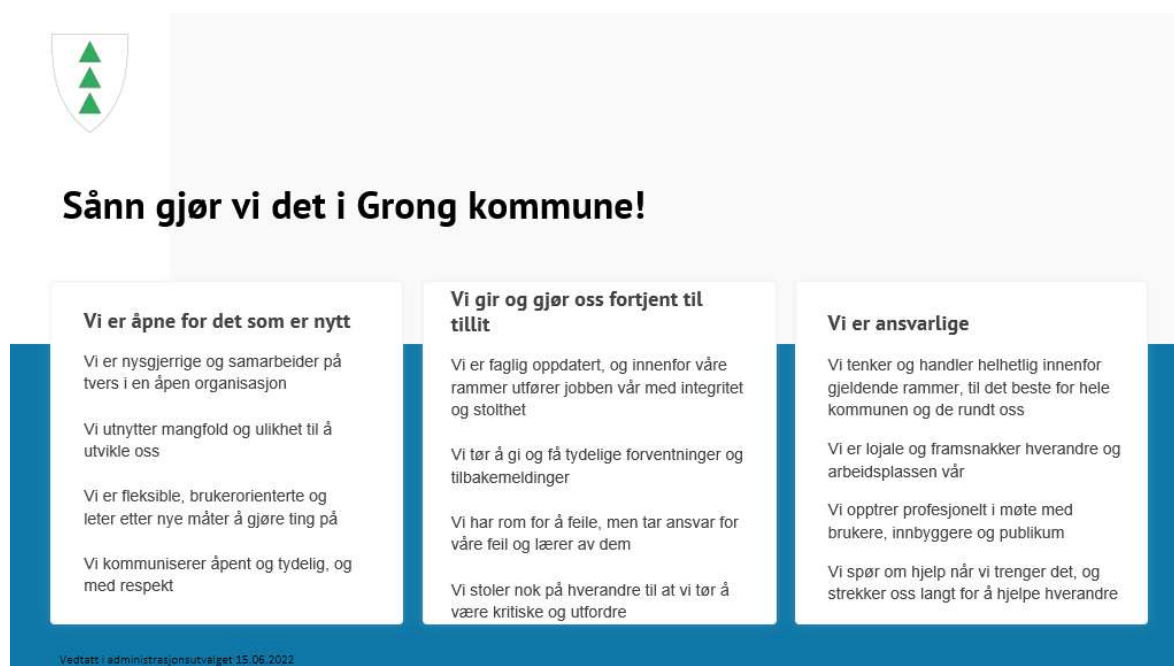 Sånn gjør vi det i Grong kommune!
Vi er åpne for det som er nytt
Vi er nysgjerrige og samarbeider på
tvers i en åpen organisasjon
Vi utnytter mangfold og ulikhet til å
utvikle oss
Vi er fleksible, brukerorienterte og
leter etter nye måter å gjøre ting på
Vi kommuniserer åpent og tydelig, og
med respekt
Vi gir og gjør oss fortjent til
tillit
Vi er faglig oppdatert, og innenfor våre
rammer utfører jobben vår med integritet
og stolthet
Vi tør å gi og få tydelige forventninger og
tilbakemeldinger
Vi har rom for å feile, men tar ansvar for
våre feil og lærer av dem
Vi stoler nok på hverandre til at vi tør å
være kritiske og utfordre
Vi er ansvarlige
Vi tenker og handler helhetlig innenfor
gjeldende rammer, til det beste for hele
kommunen og de rundt oss
Vi er lojale og framsnakker hverandre og
arbeidsplassen vår
Vi opptrer profesjonelt i møte med
brukere, innbyggere og publikum
Vi spør om hjelp når vi trenger det, og
strekker oss langt for å hjelpe hverandre
Vedtatt i administrasjonsutvalget 15.06.2022